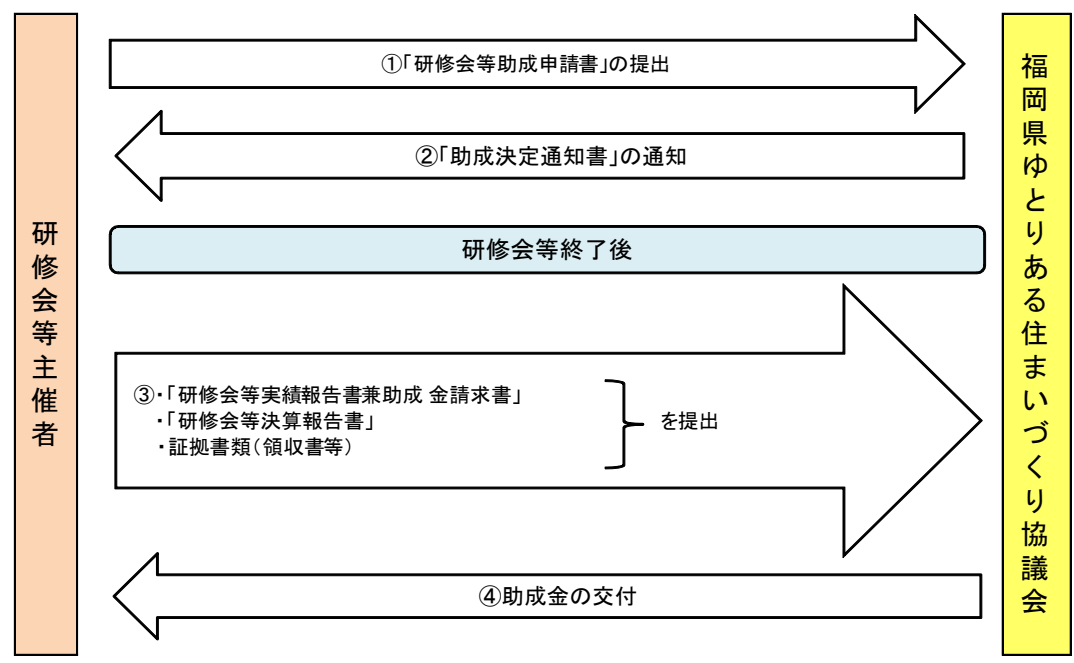 研修会等主催者
①「研修会等助成申請書」の提出
②「助成決定通知書」の通知
研修会等終了後
③・「研修会等実績報告書兼助成 金請求書」
・「研修会等決算報告書」
・証拠書類（領収書等）
を提出
④助成金の交付
福岡県ゆとりある住まいづくり協議会